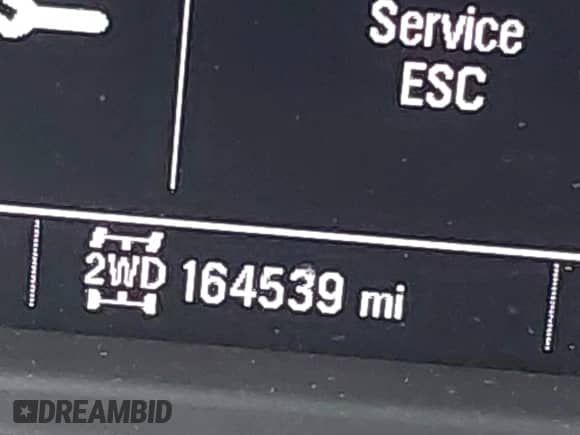 Service
ESC
2WD 164539 mi
DREAMBID